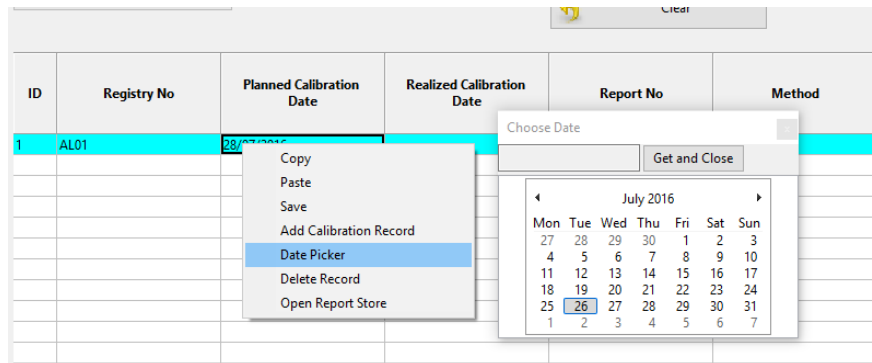 Clear
ID Registry No Planned Calibration Date Realized Calibration Date Report No Method
1 AL01 28/07/2016
Copy
Paste
Save
Add Calibration Record
Date Picker
Delete Record
Open Report Store
Choose Date
x
Get and Close
July 2016
Mon Tue Wed Thu Fri Sat Sun
27 28 29 30 1 2 3
4 5 6 7 8 9 10
11 12 13 14 15 16 17
18 19 20 21 22 23 24
25 26 27 28 29 30 31
1 2 3 4 5 6 7